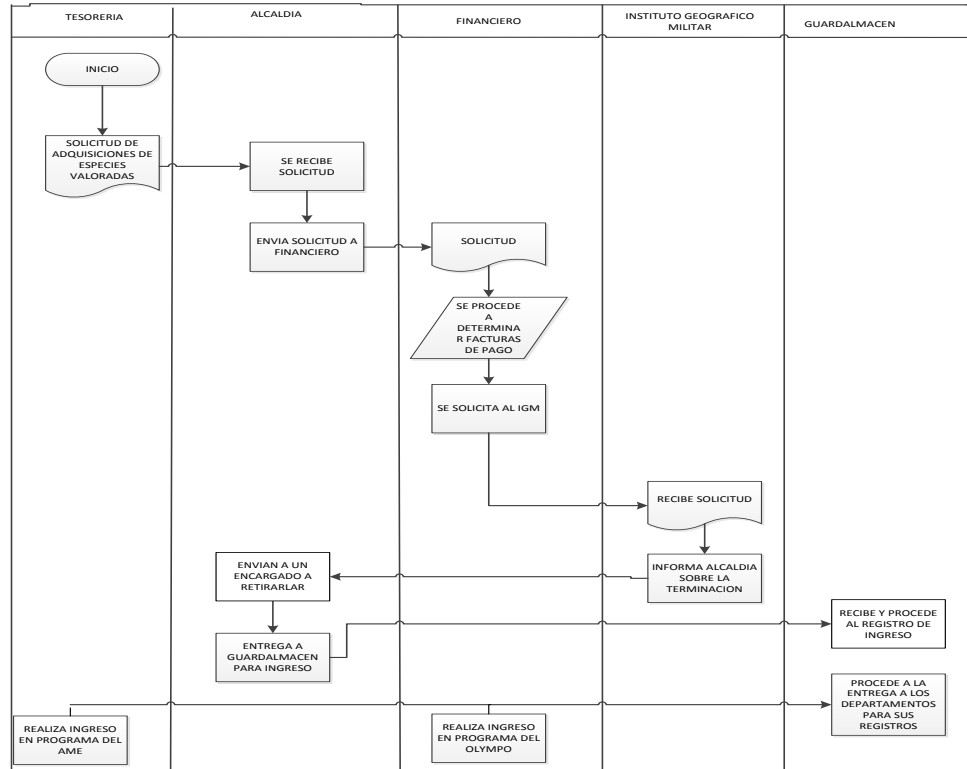 TESORERIA
ALCALDIA
FINANCIERO
INSTITUTO GEOGRAFICO
MILITAR
GUARDALMACEN
INICIO
SOLICITUD DE
ADQUISICIONES DE
ESPECIES
VALORADAS
SE RECIBE
SOLICITUD
ENVIA SOLICITUD A
FINANCIERO
SOLICITUD
SE PROCEDE
A
DETERMINA
R FACTURAS
DE PAGO
SE SOLICITA AL IGM
RECIBE SOLICITUD
INFORMA ALCALDIA
SOBRE LA
TERMINACION
ENVIAN A UN
ENCARGADO A
RETIRARLAR
ENTREGA A
GUARDALMACEN
PARA INGRESO
RECIBE Y PROCEDE
AL REGISTRO DE
INGRESO
PROCEDE A LA
ENTREGA A LOS
DEPARTAMENTOS
PARA SUS
REGISTROS
REALIZA INGRESO
EN PROGRAMA DEL
AME
REALIZA INGRESO
EN PROGRAMA DEL
OLYMPO